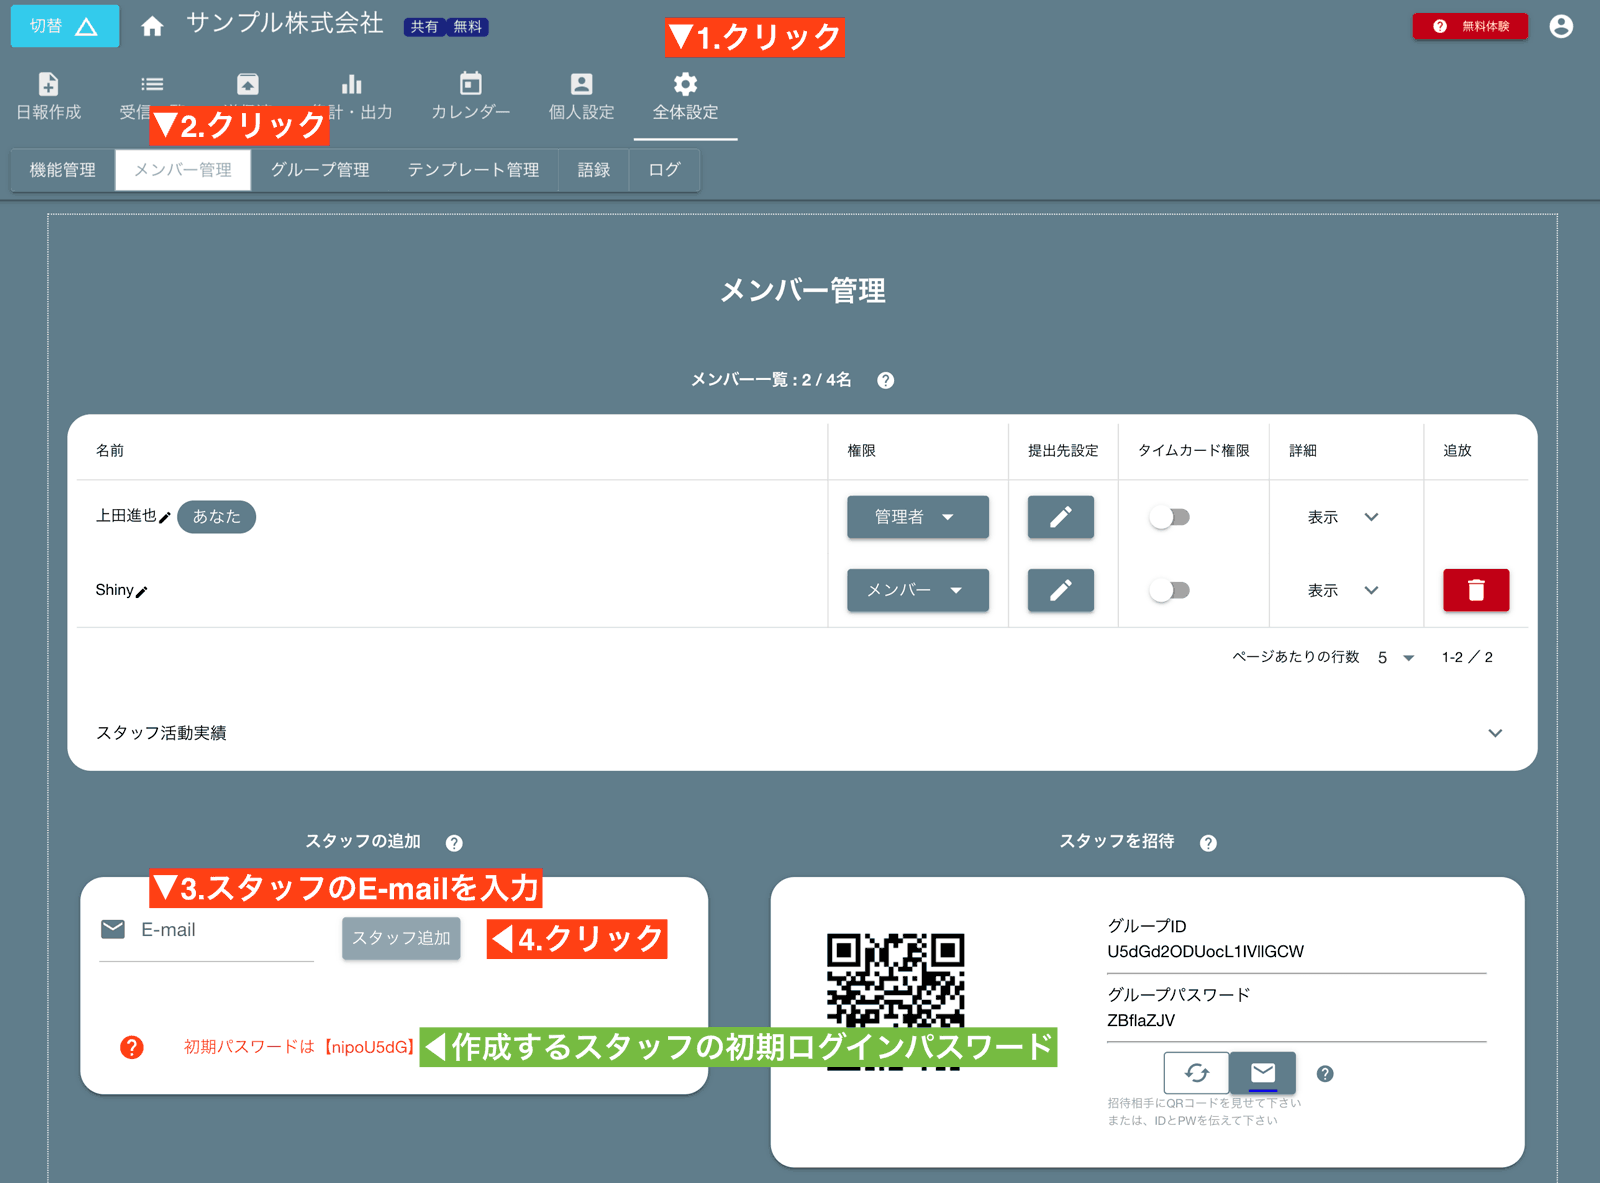 切替
サンプル株式会社
共有 無料
▼1.クリック
無料体験
日報作成
受信
計・出力
カレンダー
個人設定
全体設定
▼2.クリック
機能管理
メンバー管理
グループ管理
テンプレート管理
語録
ログ
メンバー管理
メンバー一覧 : 2 / 4名
名前 権限 提出先設定 タイムカード権限 詳細 追放
上田進也 あなた 管理者 表示
Shiny メンバー 表示
ページあたりの行数 5 1-2 ／ 2
スタッフ活動実績
スタッフの追加
▼3.スタッフのE-mailを入力
E-mail
スタッフ追加
◀4.クリック
初期パスワードは【nipoU5dG】
◀作成するスタッフの初期ログインパスワード
スタッフを招待
グループID
U5dGd2ODUocL1IVllGCW
グループパスワード
ZBflaZJV
招待相手にQRコードを見せて下さい
または、IDとPWを伝えて下さい